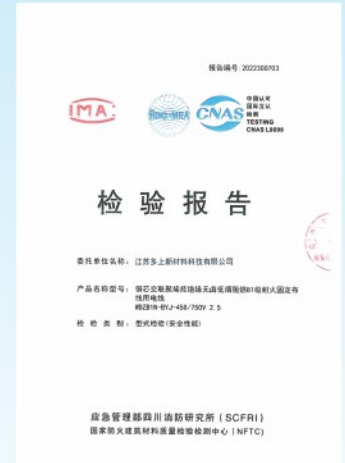 报告编号：2022300703
IMA
ILAC-MRA
CNAS
中国认可
国际互认
检测
TESTING
CNAS L8698
检验报告
委托单位名称：江苏多上新材料科技有限公司
产品名称型号：铜芯交联聚烯烃绝缘无卤低烟阻燃B1级耐火固定布
线用电线
WDZB1N-BYJ-450/750V 2.5
检验类别：型式检验(安全性能)
应急管理部四川消防研究所（SCFRI）
国家防火建筑材料质量检验检测中心（NFTC)